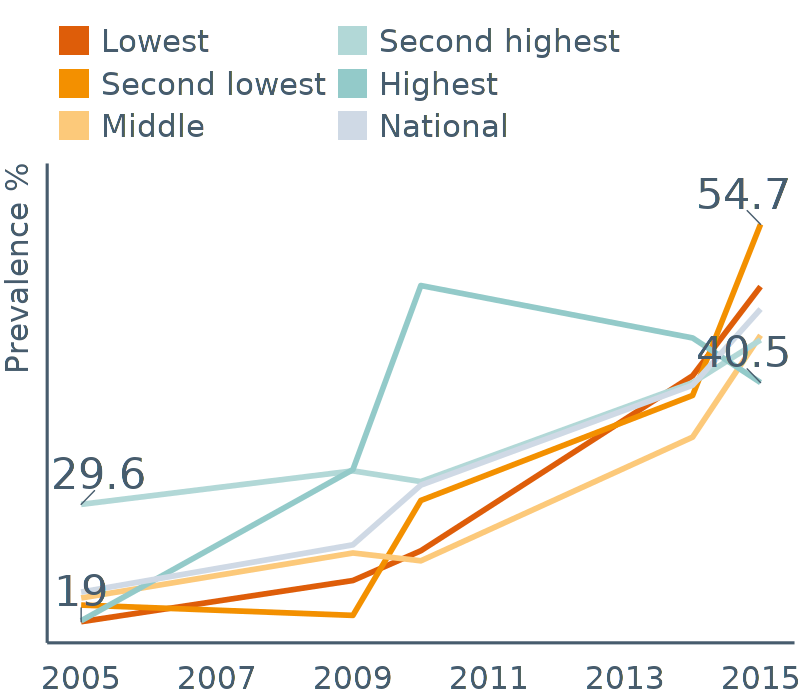 Lowest
Second highest
Second lowest
Highest
Middle
National
Prevalence %
54.7
40.5
29.6
19
2005 2007 2009 2011 2013 2015